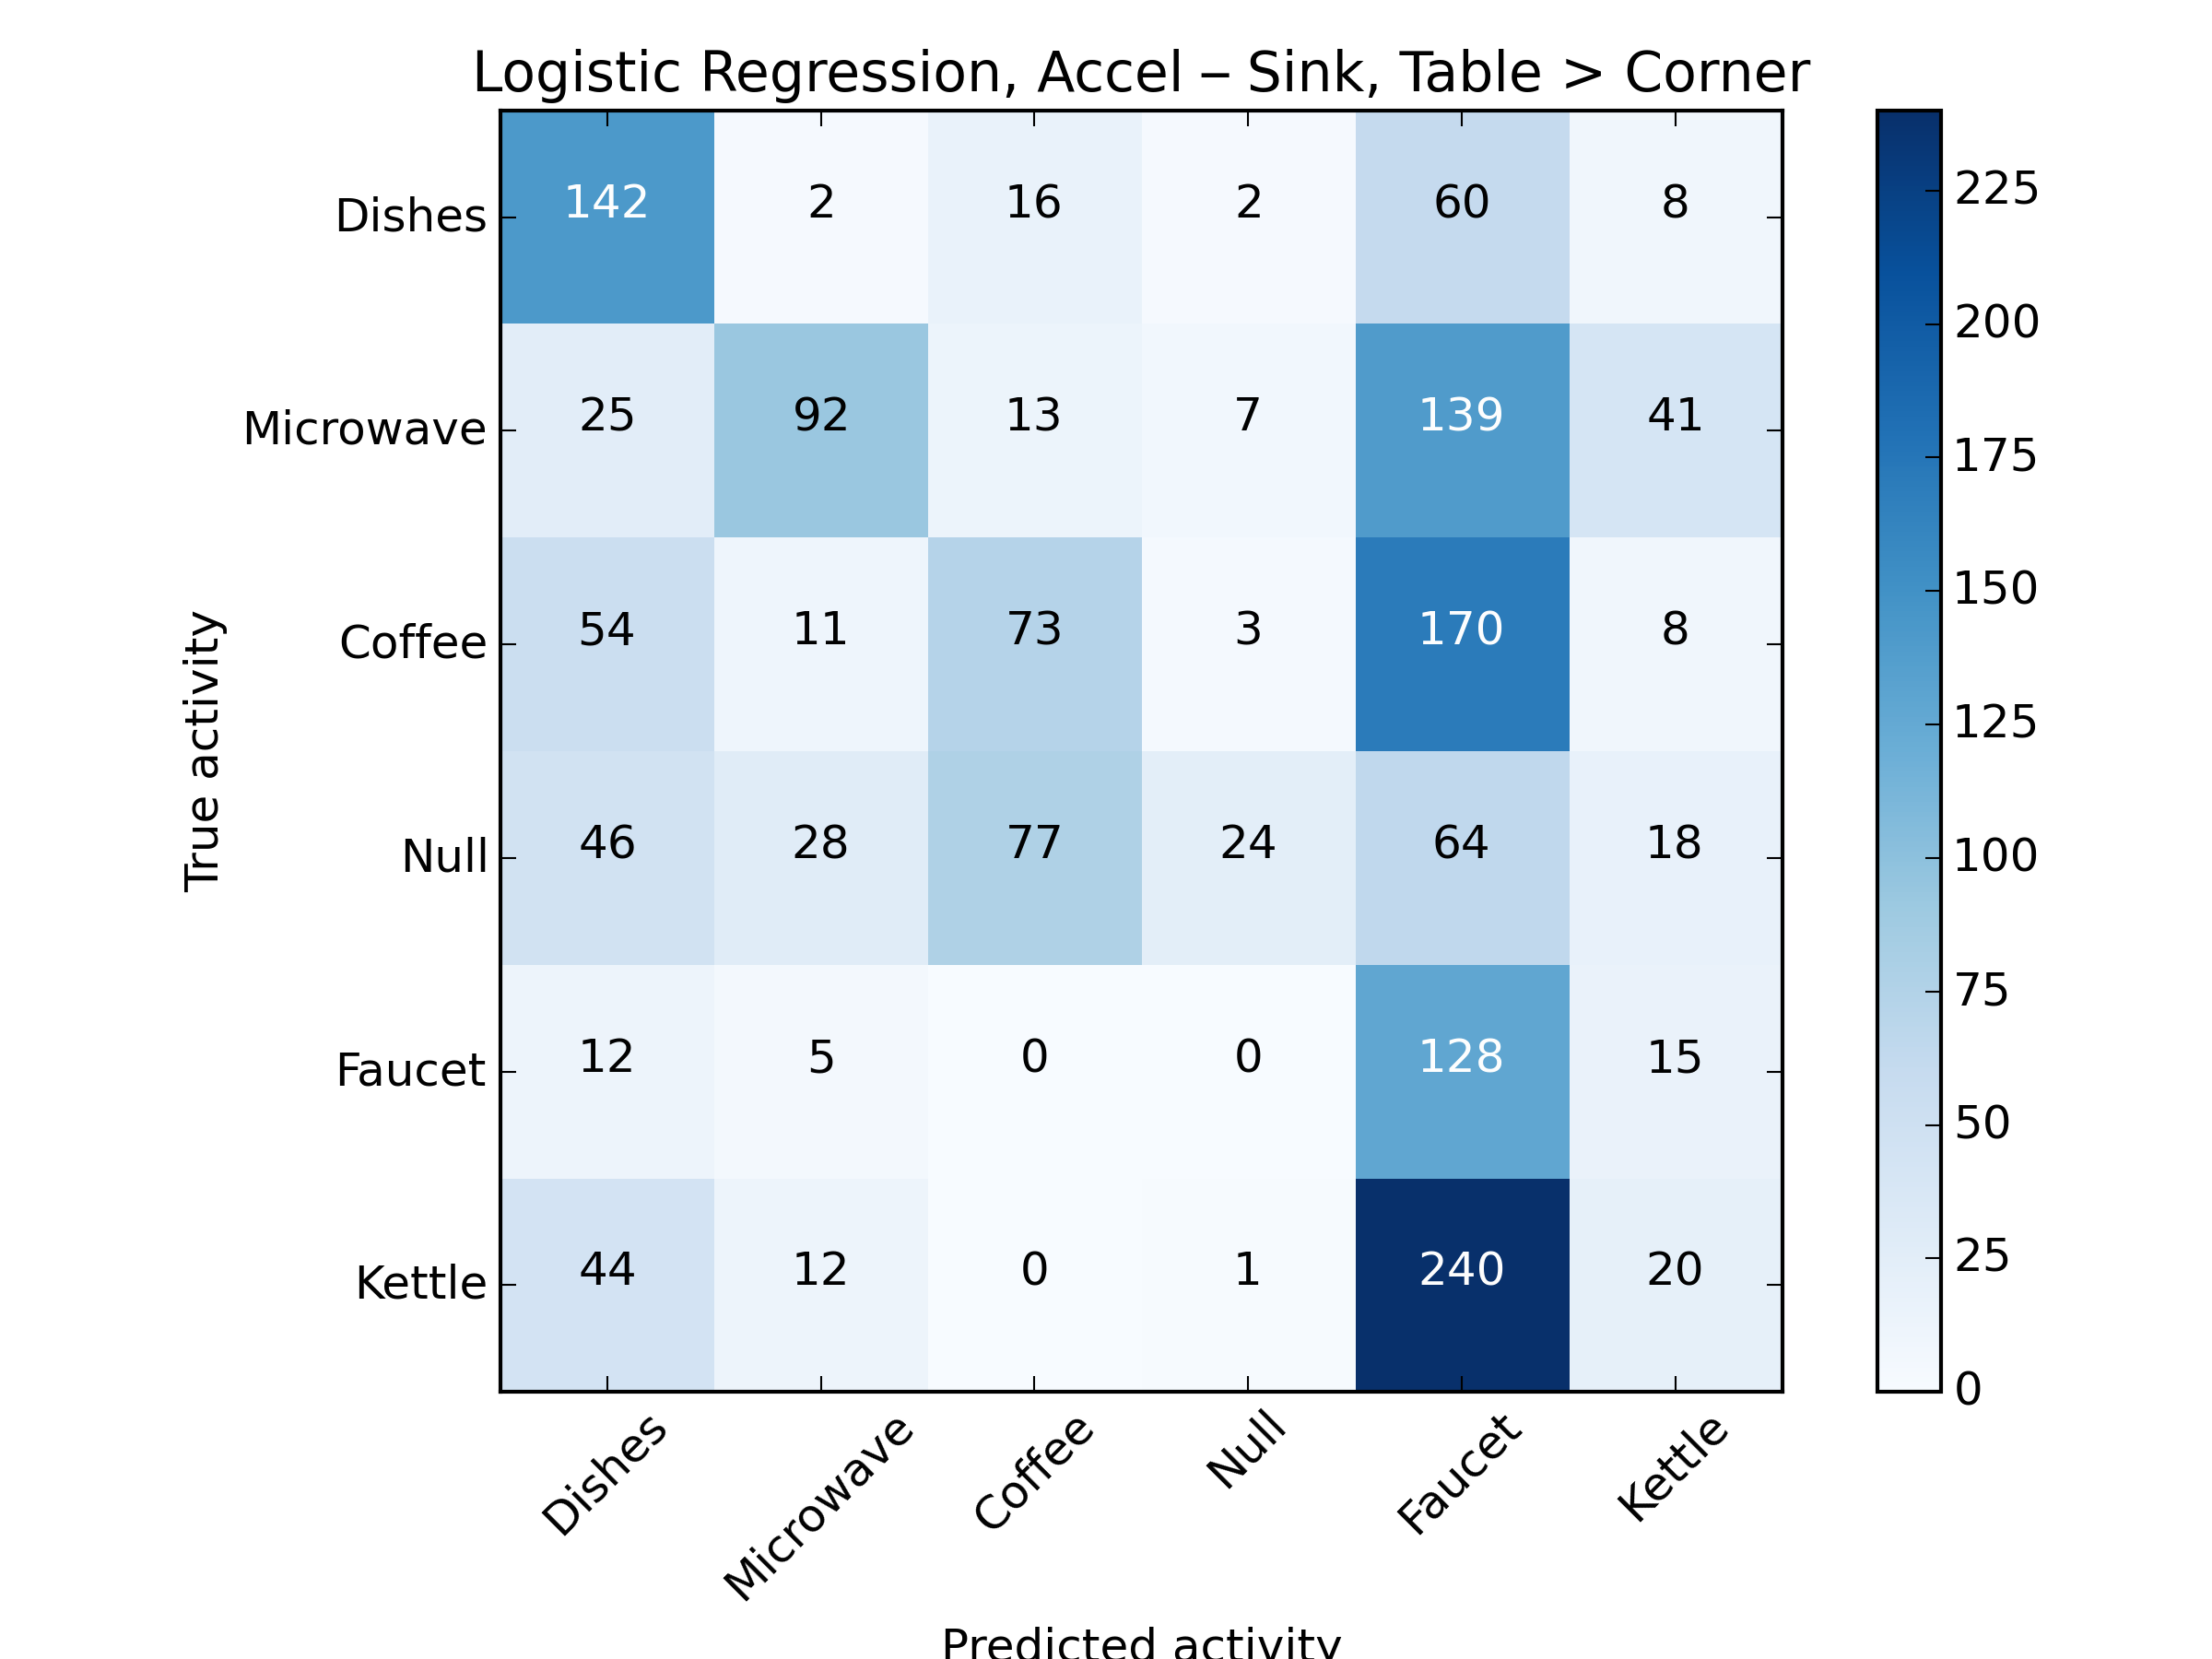 Logistic Regression, Accel – Sink, Table > Corner
Dishes 142 2 16 2 60 8
Microwave 25 92 13 7 139 41
Coffee 54 11 73 3 170 8
Null 46 28 77 24 64 18
Faucet 12 5 0 0 128 15
Kettle 44 12 0 1 240 20
True activity
Dishes Microwave Coffee Null Faucet Kettle
Predicted activity
225
200
175
150
125
100
75
50
25
0